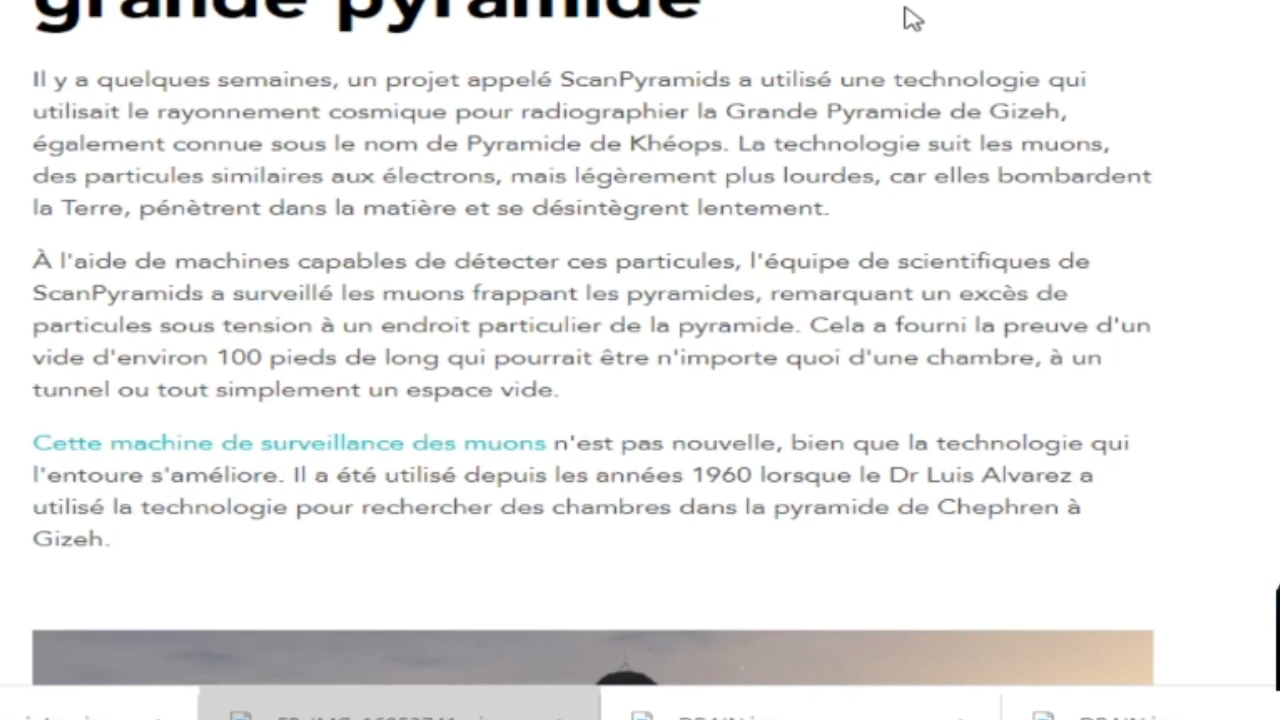 grande pyramide
Il y a quelques semaines, un projet appelé ScanPyramids a utilisé une technologie qui
utilisait le rayonnement cosmique pour radiographier la Grande Pyramide de Gizeh,
également connue sous le nom de Pyramide de Khéops. La technologie suit les muons,
des particules similaires aux électrons, mais légèrement plus lourdes, car elles bombardent
la Terre, pénètrent dans la matière et se désintègrent lentement.
À l'aide de machines capables de détecter ces particules, l'équipe de scientifiques de
ScanPyramids a surveillé les muons frappant les pyramides, remarquant un excès de
particules sous tension à un endroit particulier de la pyramide. Cela a fourni la preuve d'un
vide d'environ 100 pieds de long qui pourrait être n'importe quoi d'une chambre, à un
tunnel ou tout simplement un espace vide.
Cette machine de surveillance des muons n'est pas nouvelle, bien que la technologie qui
l'entoure s'améliore. Il a été utilisé depuis les années 1960 lorsque le Dr Luis Alvarez a
utilisé la technologie pour rechercher des chambres dans la pyramide de Chephren à
Gizeh.